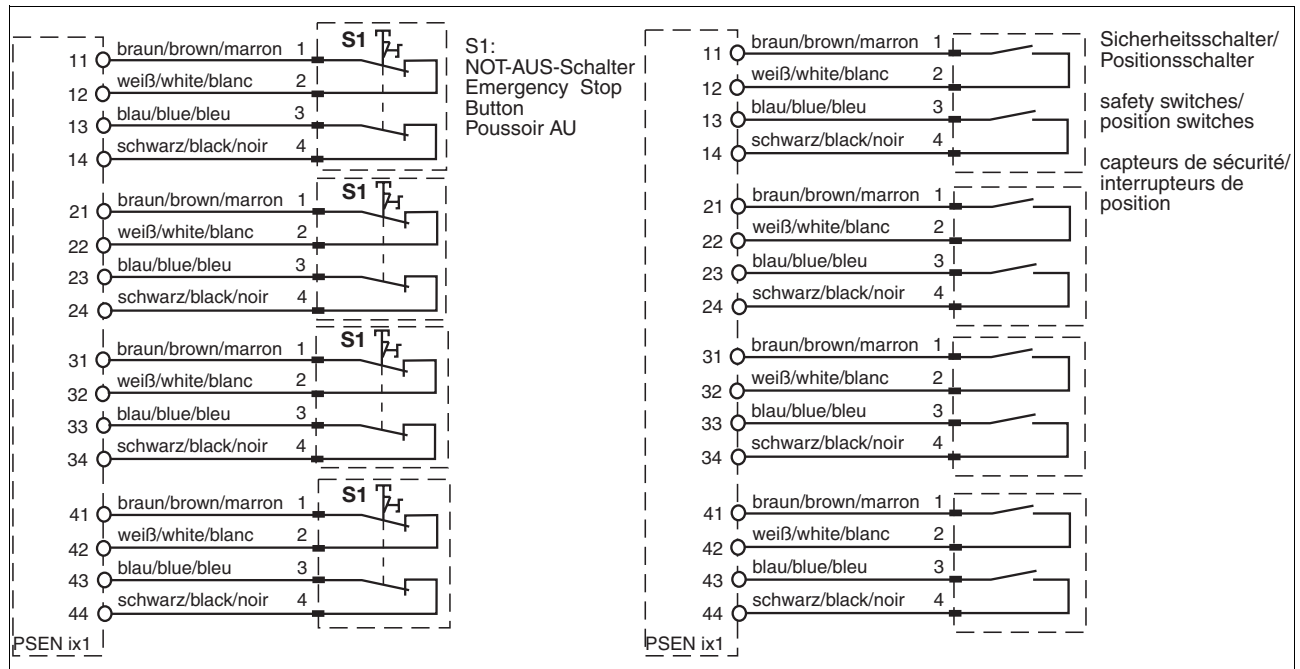 S1
11 braun/brown/marron 1
12 weiß/white/blanc 2
13 blau/blue/bleu 3
14 schwarz/black/noir 4
S1:
NOT-AUS-Schalter
Emergency Stop
Button
Poussoir AU
S1
21 braun/brown/marron 1
22 weiß/white/blanc 2
23 blau/blue/bleu 3
24 schwarz/black/noir 4
S1
31 braun/brown/marron 1
32 weiß/white/blanc 2
33 blau/blue/bleu 3
34 schwarz/black/noir 4
S1
41 braun/brown/marron 1
42 weiß/white/blanc 2
43 blau/blue/bleu 3
44 schwarz/black/noir 4
PSEN ix1
11 braun/brown/marron 1
12 weiß/white/blanc 2
13 blau/blue/bleu 3
14 schwarz/black/noir 4
21 braun/brown/marron 1
22 weiß/white/blanc 2
23 blau/blue/bleu 3
24 schwarz/black/noir 4
31 braun/brown/marron 1
32 weiß/white/blanc 2
33 blau/blue/bleu 3
34 schwarz/black/noir 4
41 braun/brown/marron 1
42 weiß/white/blanc 2
43 blau/blue/bleu 3
44 schwarz/black/noir 4
PSEN ix1
Sicherheitsschalter/
Positionsschalter
safety switches/
position switches
capteurs de sécurité/
interrupteurs de
position